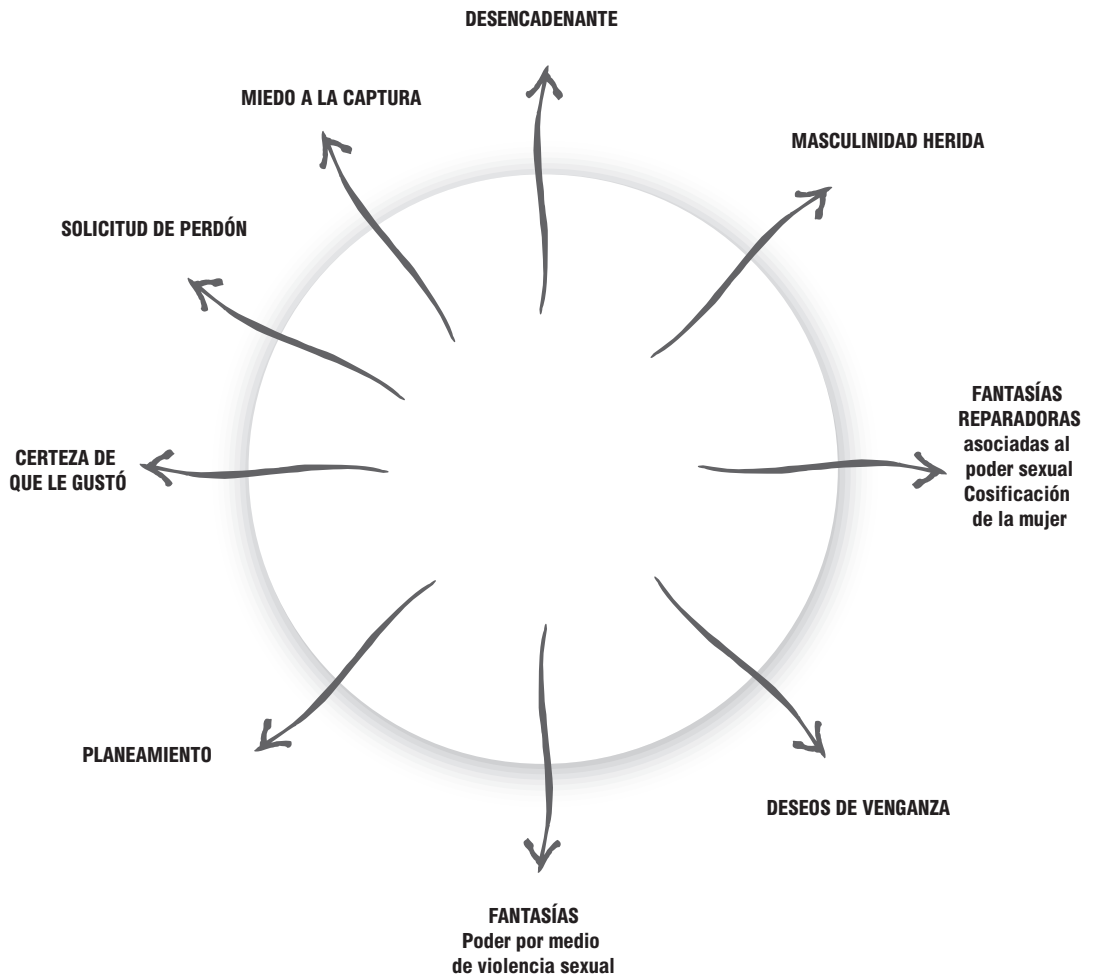 DESENCADENANTE
MIEDO A LA CAPTURA
MASCULINIDAD HERIDA
SOLICITUD DE PERDÓN
FANTASÍAS
REPARADORAS
asociadas al
poder sexual
Cosificación
de la mujer
CERTEZA DE
QUE LE GUSTÓ
PLANEAMIENTO
DESEOS DE VENGANZA
FANTASÍAS
Poder por medio
de violencia sexual